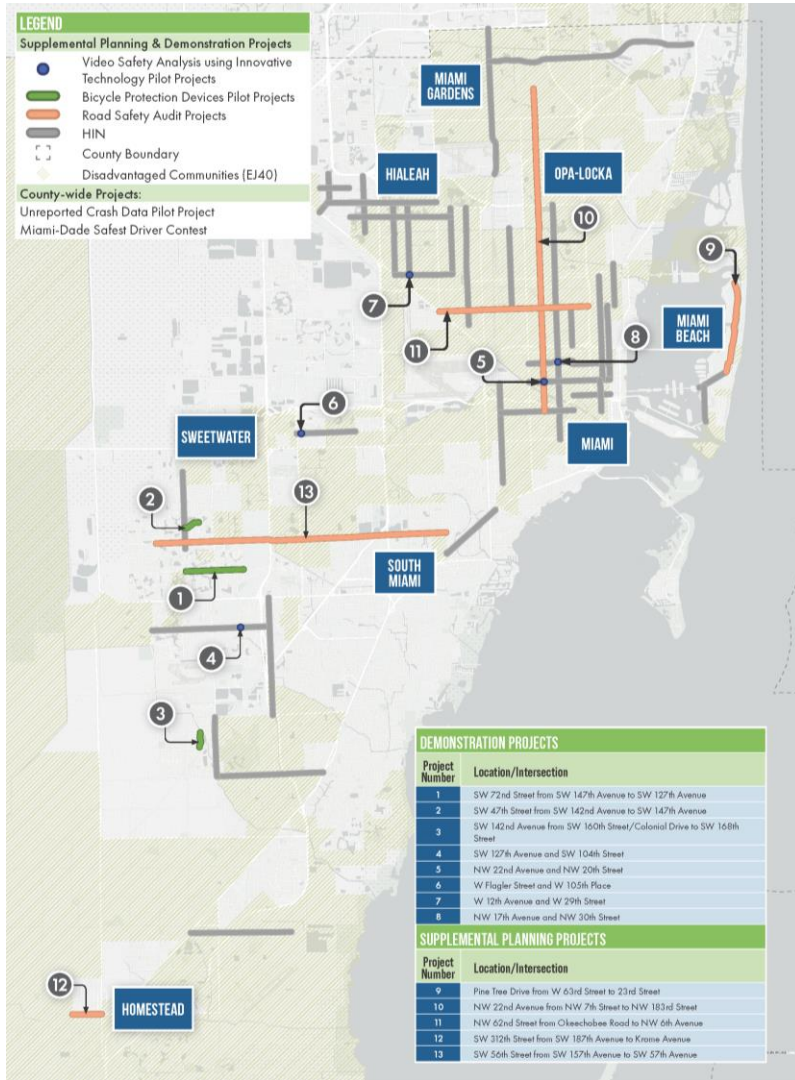 LEGEND
Supplemental Planning & Demonstration Projects
Video Safety Analysis using Innovative
Technology Pilot Projects
Bicycle Protection Devices Pilot Projects
Road Safety Audit Projects
HIN
County Boundary
Disadvantaged Communities (EJ40)
County-wide Projects:
Unreported Crash Data Pilot Project
Miami-Dade Safest Driver Contest
MIAMI
GARDENS
HIALEAH
OPA-LOCKA
10
9
7
11
MIAMI
BEACH
8
5
6
SWEETWATER
MIAMI
2
13
SOUTH
MIAMI
1
4
3
12
HOMESTEAD
DEMONSTRATION PROJECTS
Project
Number
Location/Intersection
1 SW 72nd Street from SW 147th Avenue to SW 127th Avenue
2 SW 47th Street from SW 142nd Avenue to SW 147th Avenue
3 SW 142nd Avenue from SW 160th Street/Colonial Drive to SW 168th
Street
4 SW 127th Avenue and SW 104th Street
5 NW 22nd Avenue and NW 20th Street
6 W Flagler Street and W 105th Place
7 W 12th Avenue and W 29th Street
8 NW 17th Avenue and NW 30th Street
SUPPLEMENTAL PLANNING PROJECTS
Project
Number
Location/Intersection
9 Pine Tree Drive from W 63rd Street to 23rd Street
10 NW 22nd Avenue from NW 7th Street to NW 183rd Street
11 NW 62nd Street from Okeechobee Road to NW 6th Avenue
12 SW 312th Street from SW 187th Avenue to Krome Avenue
13 SW 56th Street from SW 157th Avenue to SW 57th Avenue